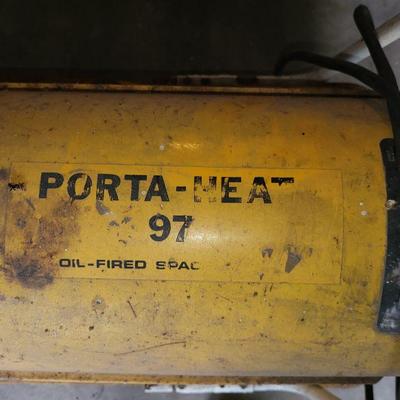 PORTA-HEAT
97
OIL-FIRED SPAC